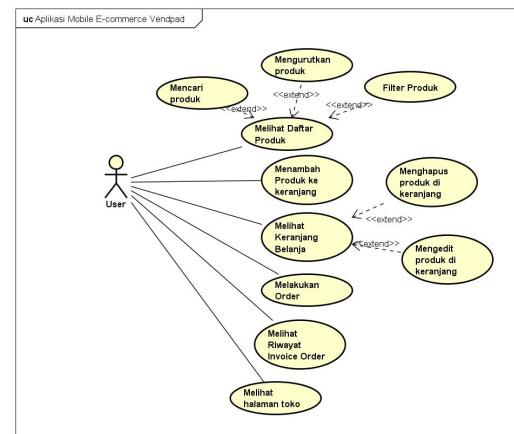 uc Aplikasi Mobile E-commerce Vendpad
Mengurutkan
produk
Mencari
produk
Filter Produk
<<extend>>
<<extend>>
<<extend>>
Melihat Daftar
Produk
Menambah
Produk ke
keranjang
Menghapus
produk di
keranjang
User
Melihat
Keranjang
Belanja
<<extend>>
<<extend>>
Mengedit
produk di
keranjang
Melakukan
Order
Melihat
Riwayat
Invoice Order
Melihat
halaman toko